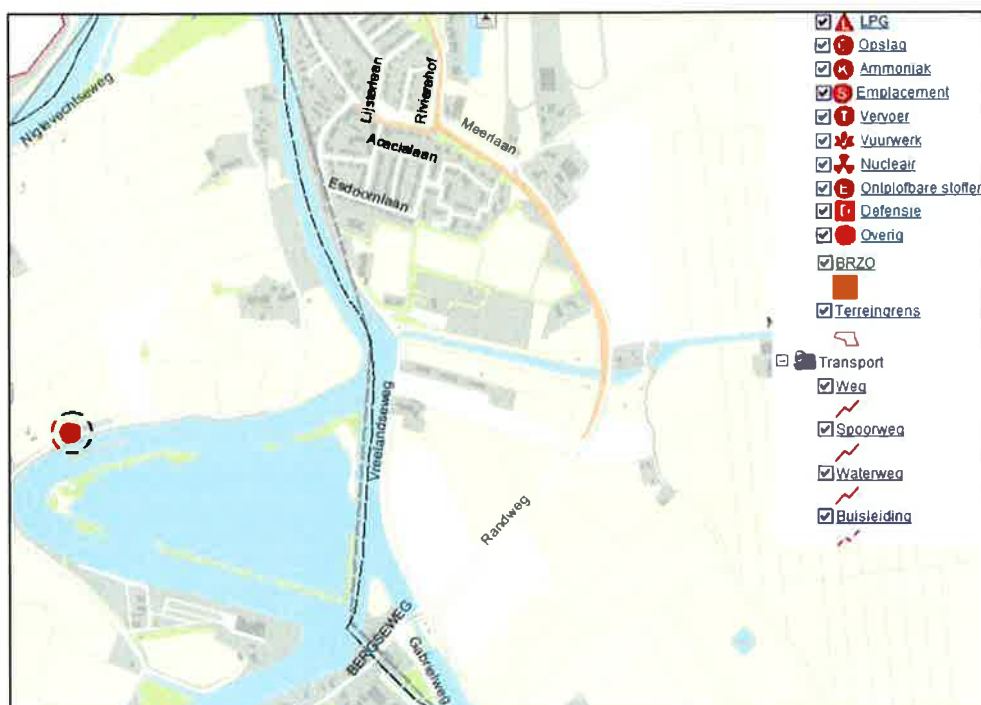 Nigtevechtseweg
Lijsterlaan
Rivierahof
Meerlaan
Acacialaan
Esdoornlaan
Vreelandseweg
Randweg
BERGSEWEG
Gabrielweg
L LPG
Opslag
K Ammoniak
S Emplacement
T Vervoer
Vuurwerk
Nucleair
E Ontplofbare stoffen
D Defensie
Overig
BRZO
Terreingrens
Transport
Weg
Spoorweg
Waterweg
Buisleiding